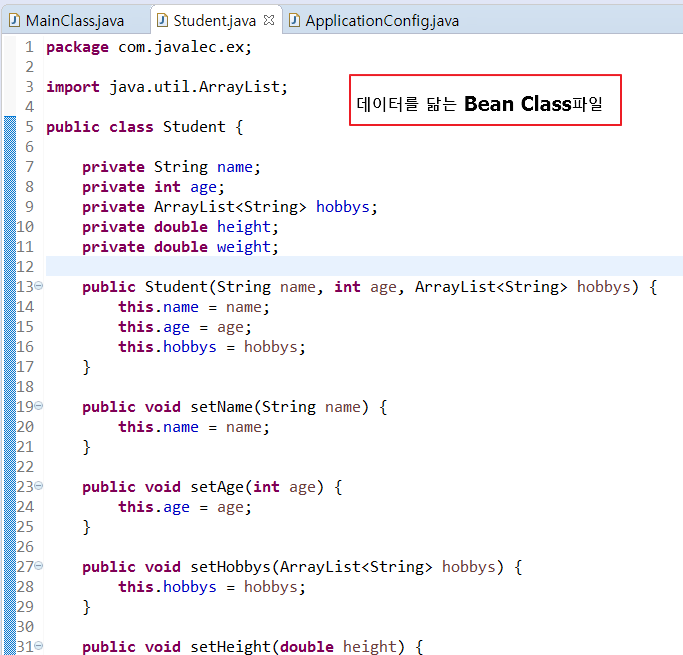 MainClass.java Student.java ApplicationConfig.java
1 package com.javalec.ex;
2
3 import java.util.ArrayList;
4
데이터를 닮는 Bean Class파일
5 public class Student {
6
7 private String name;
8 private int age;
9 private ArrayList<String> hobbys;
10 private double height;
11 private double weight;
12
13 public Student(String name, int age, ArrayList<String> hobbys) {
14 this.name = name;
15 this.age = age;
16 this.hobbys = hobbys;
17 }
18
19 public void setName(String name) {
20 this.name = name;
21 }
22
23 public void setAge(int age) {
24 this.age = age;
25 }
26
27 public void setHobbys(ArrayList<String> hobbys) {
28 this.hobbys = hobbys;
29 }
30
31 public void setHeight(double height) {